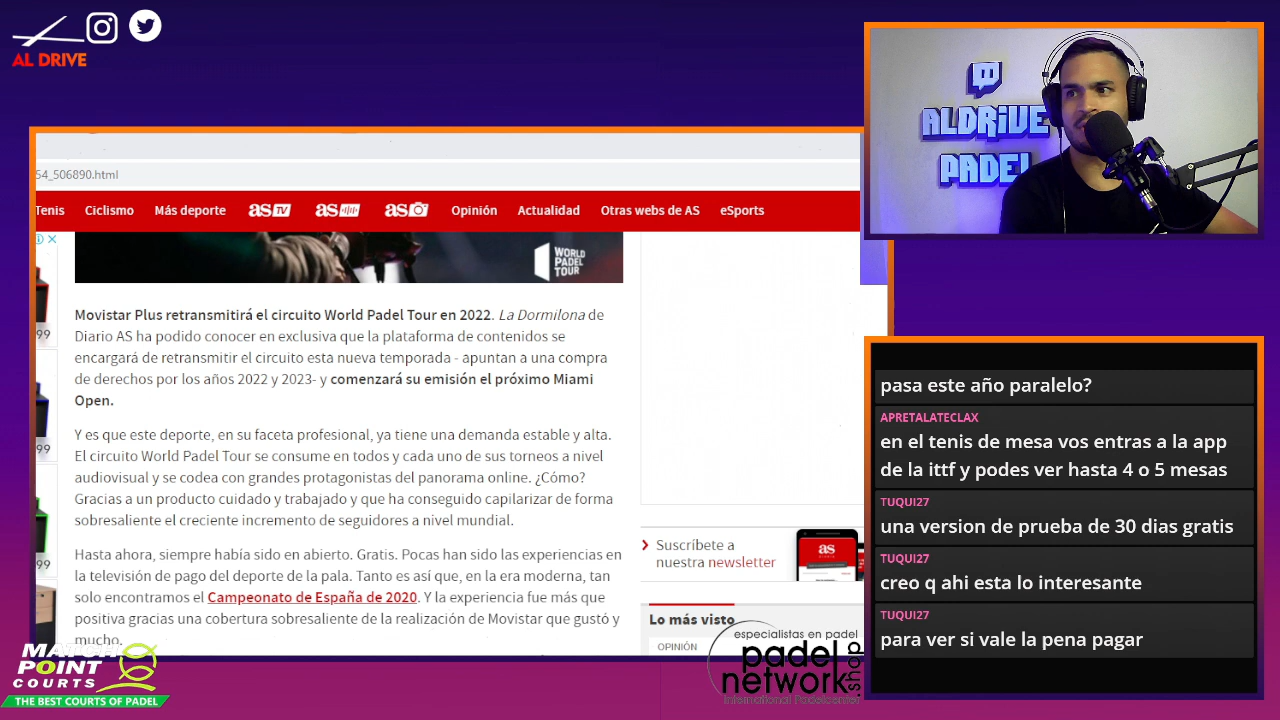 AL DRIVE
54_506890.html
Tenis Ciclismo Más deporte as TV as as Opinión Actualidad Otras webs de AS eSports
WORLD
PADEL
TOUR
99
99
99
Movistar Plus retransmitirá el circuito World Padel Tour en 2022. La Dormilona de
Diario AS ha podido conocer en exclusiva que la plataforma de contenidos se
encargará de retransmitir el circuito esta nueva temporada - apuntan a una compra
de derechos por los años 2022 y 2023- y comenzará su emisión el próximo Miami
Open.
Y es que este deporte, en su faceta profesional, ya tiene una demanda estable y alta.
El circuito World Padel Tour se consume en todos y cada uno de sus torneos a nivel
audiovisual y se codea con grandes protagonistas del panorama online. ¿Cómo?
Gracias a un producto cuidado y trabajado y que ha conseguido capilarizar de forma
sobresaliente el creciente incremento de seguidores a nivel mundial.
Hasta ahora, siempre había sido en abierto. Gratis. Pocas han sido las experiencias en
la televisión de pago del deporte de la pala. Tanto es así que, en la era moderna, tan
solo encontramos el Campeonato de España de 2020. Y la experiencia fue más que
positiva gracias una cobertura sobresaliente de la realización de Movistar que gustó y
mucho.
Suscríbete a
nuestra newsletter
as
Lo más visto
OPINIÓN
MATCH
POINT
COURTS
THE BEST COURTS OF PADEL
especialistas en padel
padel
network
.shop
International Padelcenter
ALDRIVE
PADEL
pasa este año paralelo?
APRETALATECLAX
en el tenis de mesa vos entras a la app
de la ittf y podes ver hasta 4 o 5 mesas
TUQUI27
una version de prueba de 30 dias gratis
TUQUI27
creo q ahi esta lo interesante
TUQUI27
para ver si vale la pena pagar